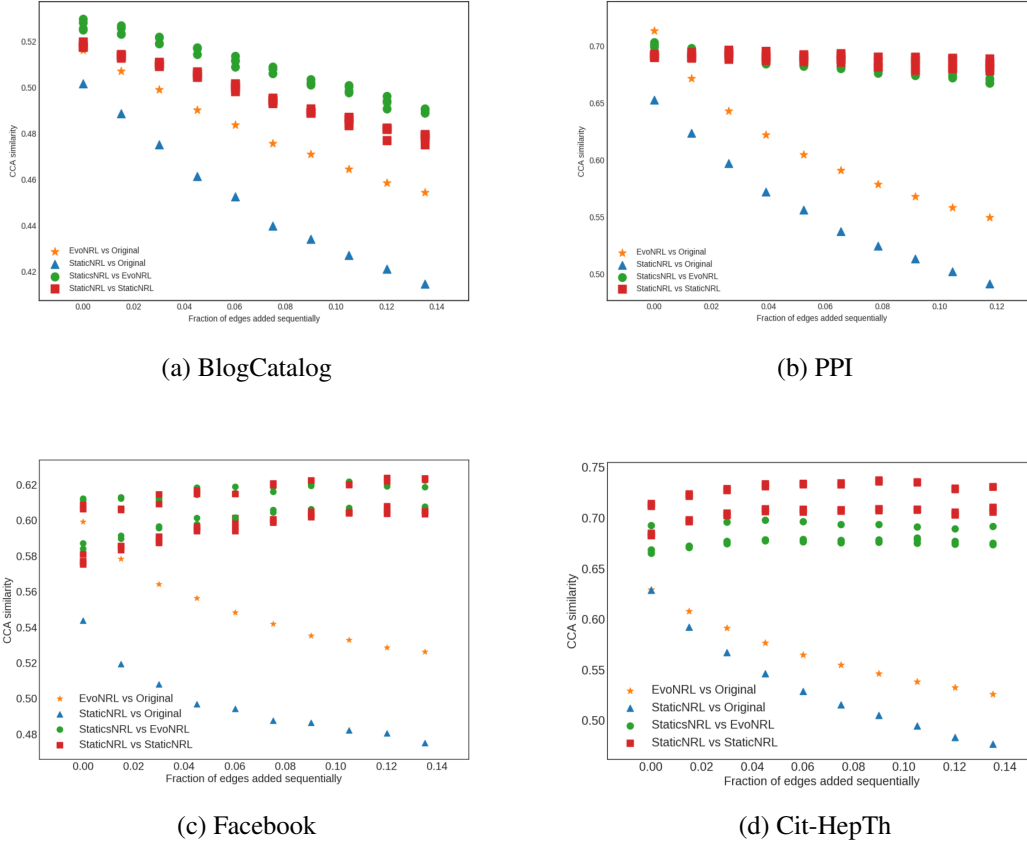 0.52
0.50
0.48
0.46
0.44
0.42
CCA similarity
EvoNRL vs Original
StaticNRL vs Original
StaticsNRL vs EvoNRL
StaticNRL vs StaticNRL
0.00 0.02 0.04 0.06 0.08 0.10 0.12 0.14
Fraction of edges added sequentially
(a) BlogCatalog
0.70
0.65
0.60
0.55
0.50
CCA similarity
EvoNRL vs Original
StaticNRL vs Original
StaticsNRL vs EvoNRL
StaticNRL vs StaticNRL
0.00 0.02 0.04 0.06 0.08 0.10 0.12
Fraction of edges added sequentially
(b) PPI
0.62
0.60
0.58
0.56
0.54
0.52
0.50
0.48
CCA similarity
EvoNRL vs Original
StaticNRL vs Original
StaticsNRL vs EvoNRL
StaticNRL vs StaticNRL
0.00 0.02 0.04 0.06 0.08 0.10 0.12 0.14
Fraction of edges added sequentially
(c) Facebook
0.75
0.70
0.65
0.60
0.55
0.50
CCA similarity
EvoNRL vs Original
StaticNRL vs Original
StaticsNRL vs EvoNRL
StaticNRL vs StaticNRL
0.00 0.02 0.04 0.06 0.08 0.10 0.12 0.14
Fraction of edges added sequentially
(d) Cit-HepTh